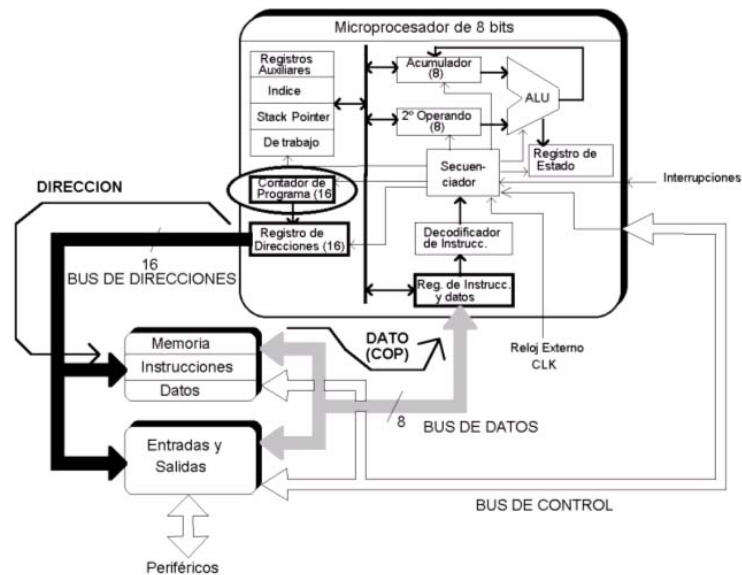 Microprocesador de 8 bits
Registros
Auxiliares
Indice
Stack Pointer
De trabajo
Acumulador
(8)
2º Operando
(8)
ALU
Registro de
Estado
Secuen-
ciador
Interrupciones
DIRECCION
Contador de
Programa (16
Registro de
Direcciones (16)
Decodificador
de Instrucc.
16
BUS DE DIRECCIONES
Reg. de Instrucc.
y datos
Reloj Externo
CLK
Memoria
Instrucciones
Datos
DATO
(COP)
8
BUS DE DATOS
Entradas y
Salidas
BUS DE CONTROL
Periféricos